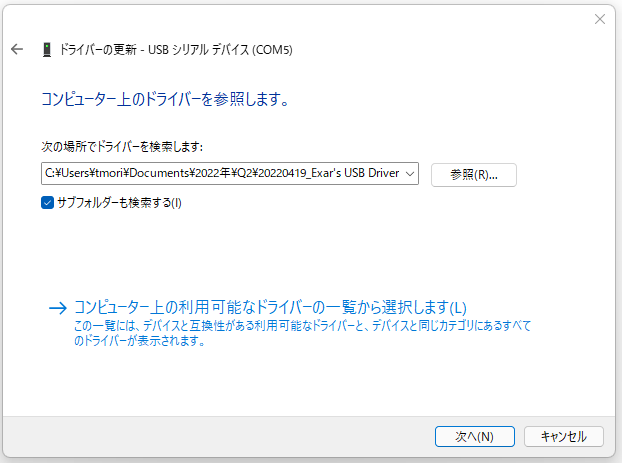 ドライバーの更新 - USB シリアル デバイス (COM5)
コンピューター上のドライバーを参照します。
次の場所でドライバーを検索します:
C:¥Users¥tmori¥Documents¥2022年¥Q2¥20220419_Exar's USB Driver
参照(R)...
サブフォルダーも検索する(I)
コンピューター上の利用可能なドライバーの一覧から選択します(L)
この一覧には、デバイスと互換性がある利用可能なドライバーと、デバイスと同じカテゴリにあるすべて
のドライバーが表示されます。
次へ(N)
キャンセル